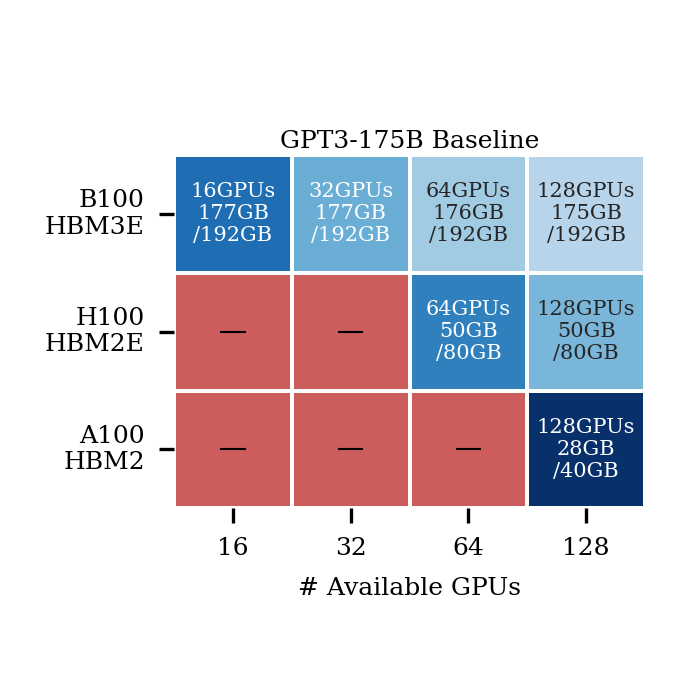 GPT3-175B Baseline
B100
HBM3E
16GPUs
177GB
/192GB
32GPUs
177GB
/192GB
64GPUs
176GB
/192GB
128GPUs
175GB
/192GB
H100
HBM2E
—
—
64GPUs
50GB
/80GB
128GPUs
50GB
/80GB
A100
HBM2
—
—
—
128GPUs
28GB
/40GB
16 32 64 128
# Available GPUs